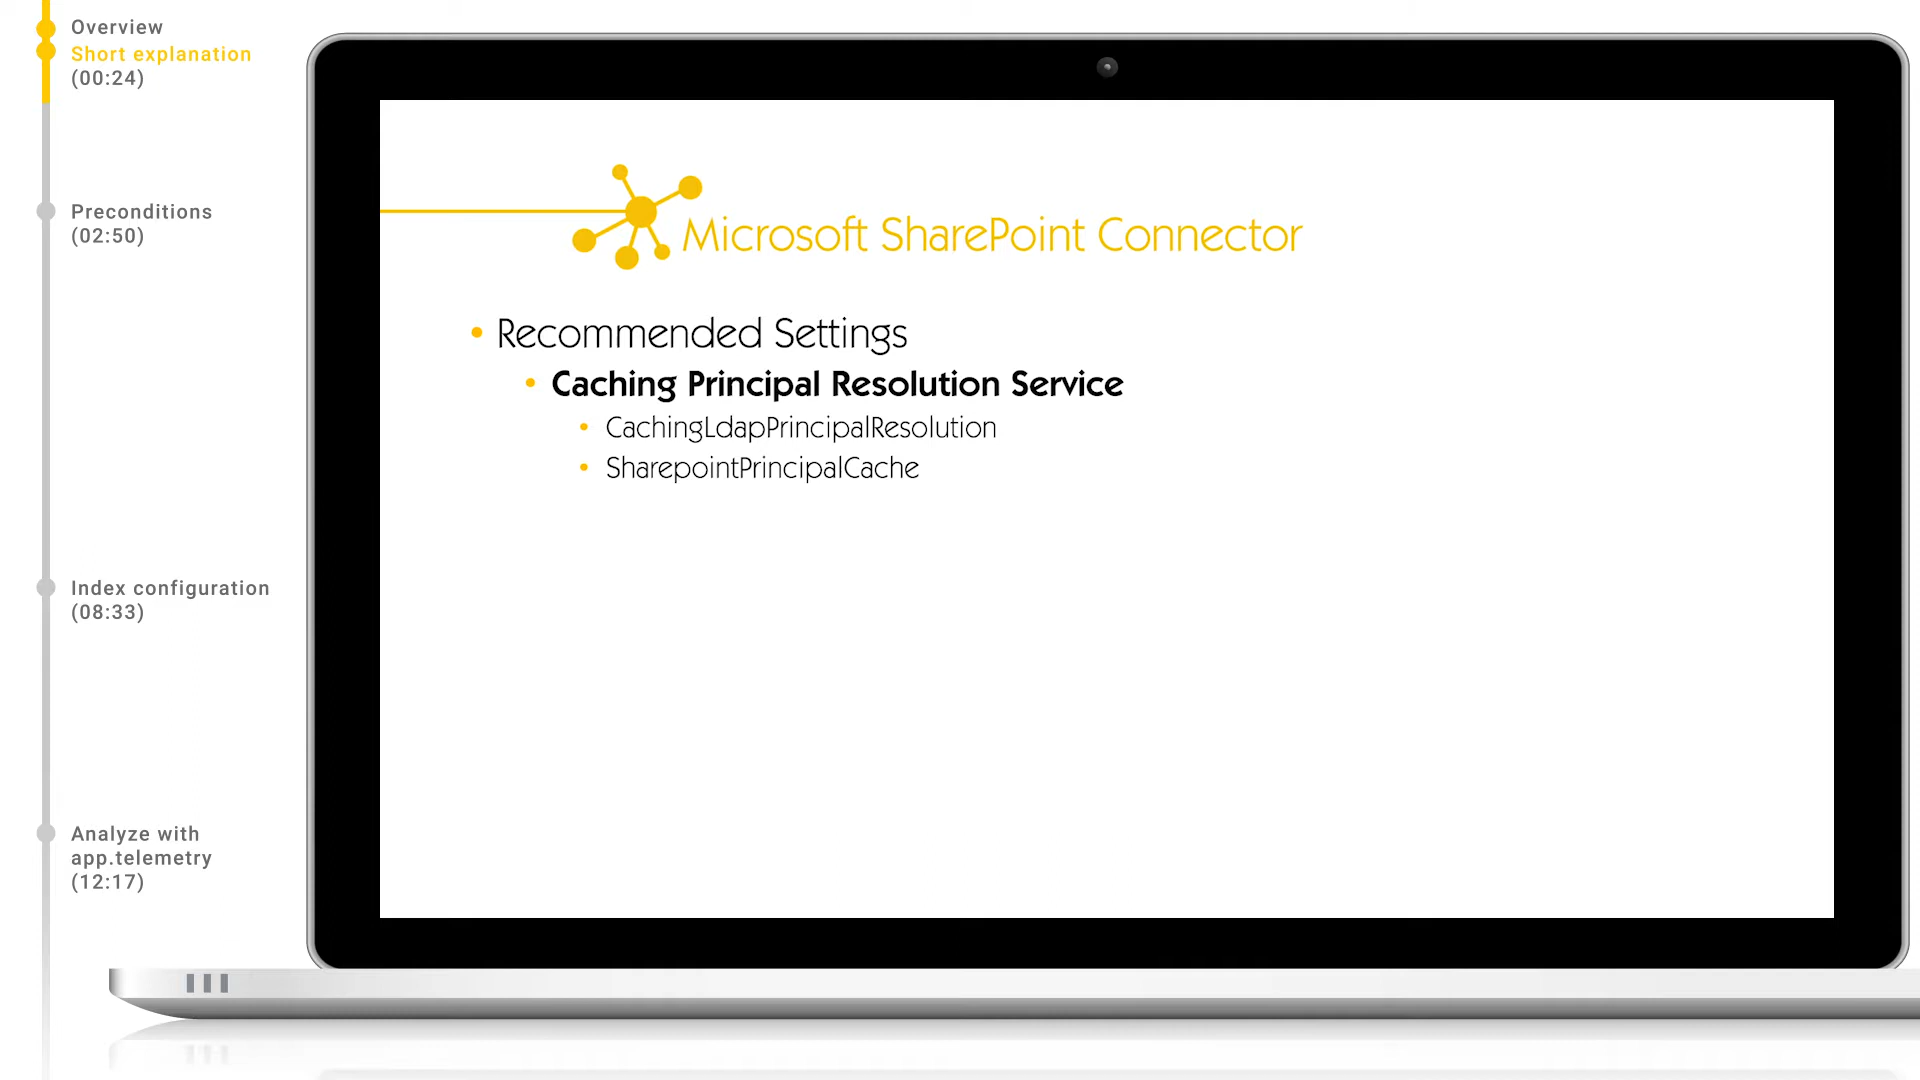 Overview
Short explanation
(00:24)
Preconditions
(02:50)
Index configuration
(08:33)
Analyze with
app.telemetry
(12:17)
Microsoft SharePoint Connector
• Recommended Settings
• Caching Principal Resolution Service
• CachingLdapPrincipalResolution
• SharepointPrincipalCache